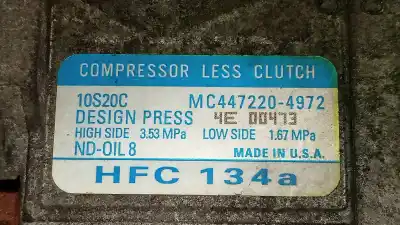 COMPRESSOR LESS CLUTCH
10S20C MC447220-4972
DESIGN PRESS 4E 00473
HIGH SIDE 3.53 MPa LOW SIDE 1.67 MPa
ND-OIL 8 MADE IN U.S.A.
HFC 134a